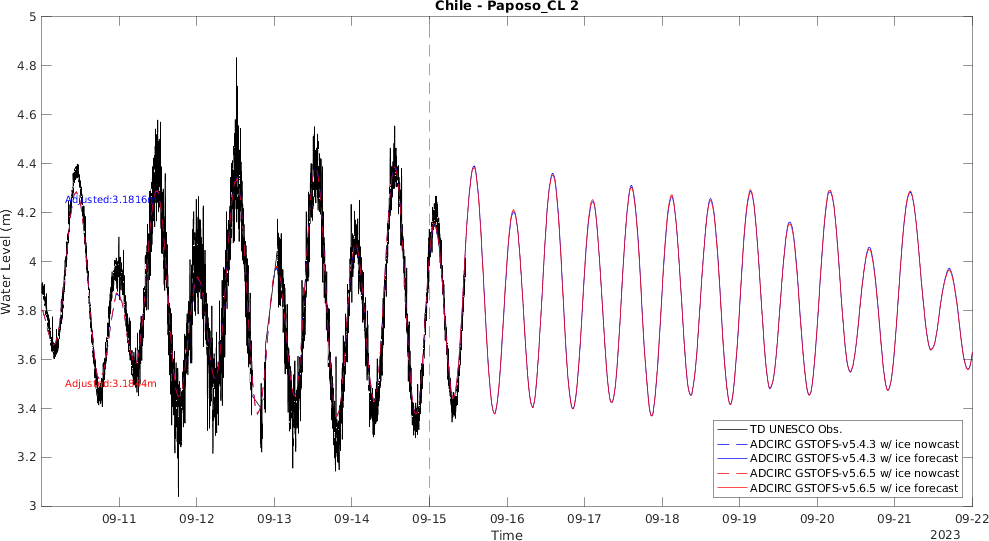 Chile - Paposo_CL 2
5
4.8
4.6
4.4
4.2
4
3.8
3.6
3.4
3.2
3
Water Level (m)
Adjusted:3.1816m
09-11
09-12
09-13
09-14
09-15
09-16
09-17
09-18
09-19
09-20
09-21
09-22
Time
2023
TD UNESCO Obs.
ADCIRC GSTOFS-v5.4.3 w/ ice nowcast
ADCIRC GSTOFS-v5.4.3 w/ ice forecast
ADCIRC GSTOFS-v5.6.5 w/ ice nowcast
ADCIRC GSTOFS-v5.6.5 w/ ice forecast